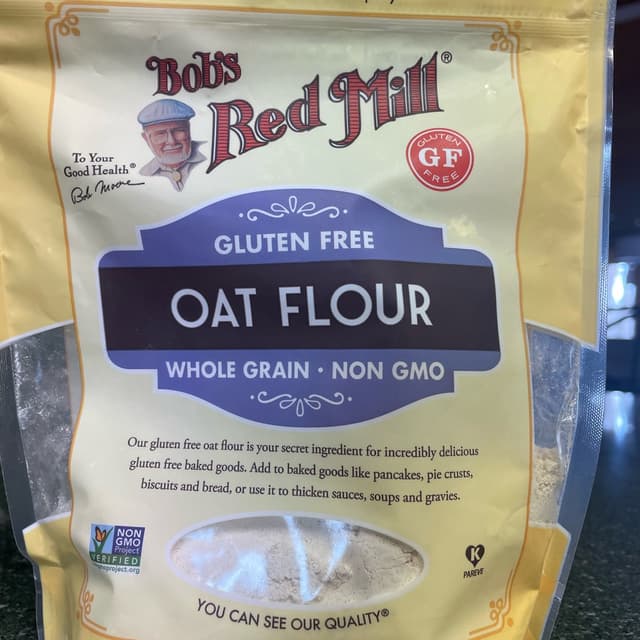 Bob's
Red Mill®
To Your
Good Health®
Bob Moore
GLUTEN
GF
FREE
GLUTEN FREE
OAT FLOUR
WHOLE GRAIN • NON GMO
Our gluten free oat flour is your secret ingredient for incredibly delicious
gluten free baked goods. Add to baked goods like pancakes, pie crusts,
biscuits and bread, or use it to thicken sauces, soups and gravies.
NON
GMO
Project
VERIFIED
project.org
K
PAREVE
YOU CAN SEE OUR QUALITY®